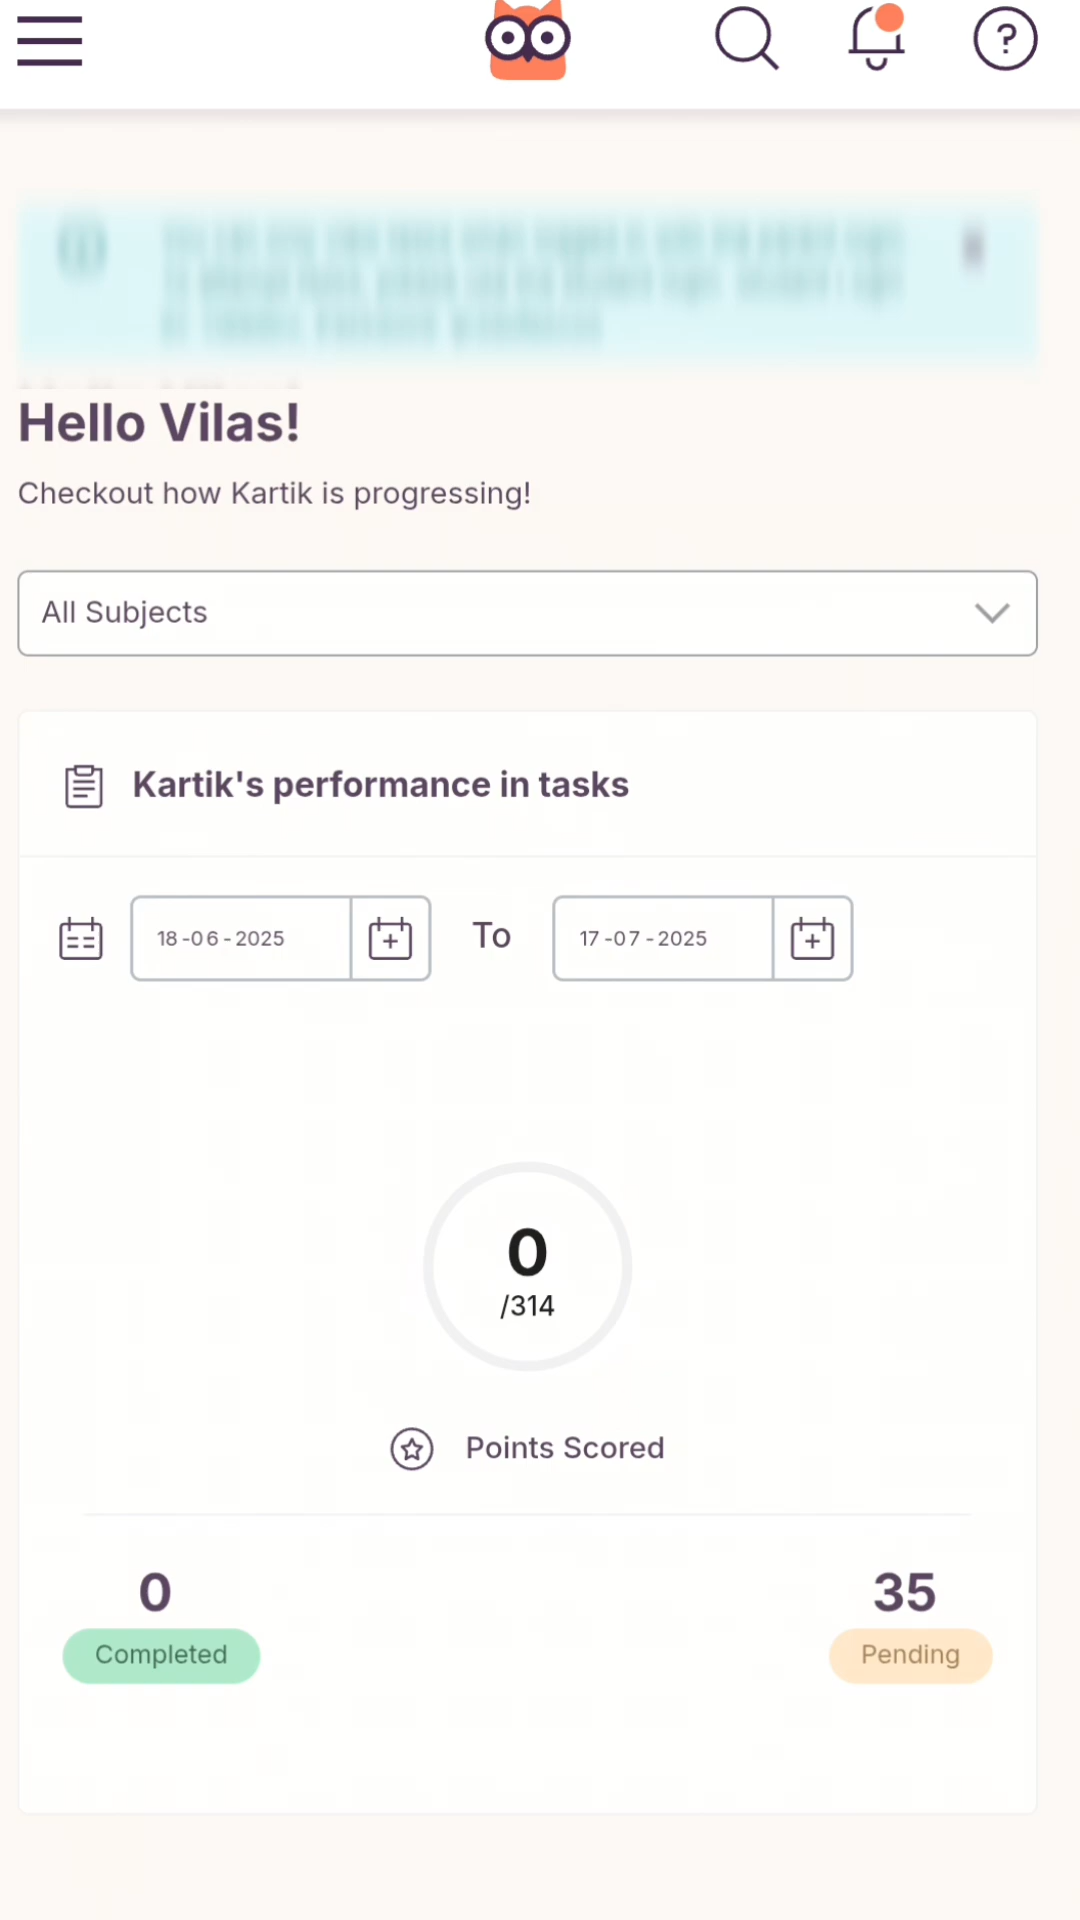 Hello Vilas!
Checkout how Kartik is progressing!
All Subjects
Kartik's performance in tasks
18-06-2025 To 17-07-2025
0
/314
Points Scored
0 35
Completed Pending